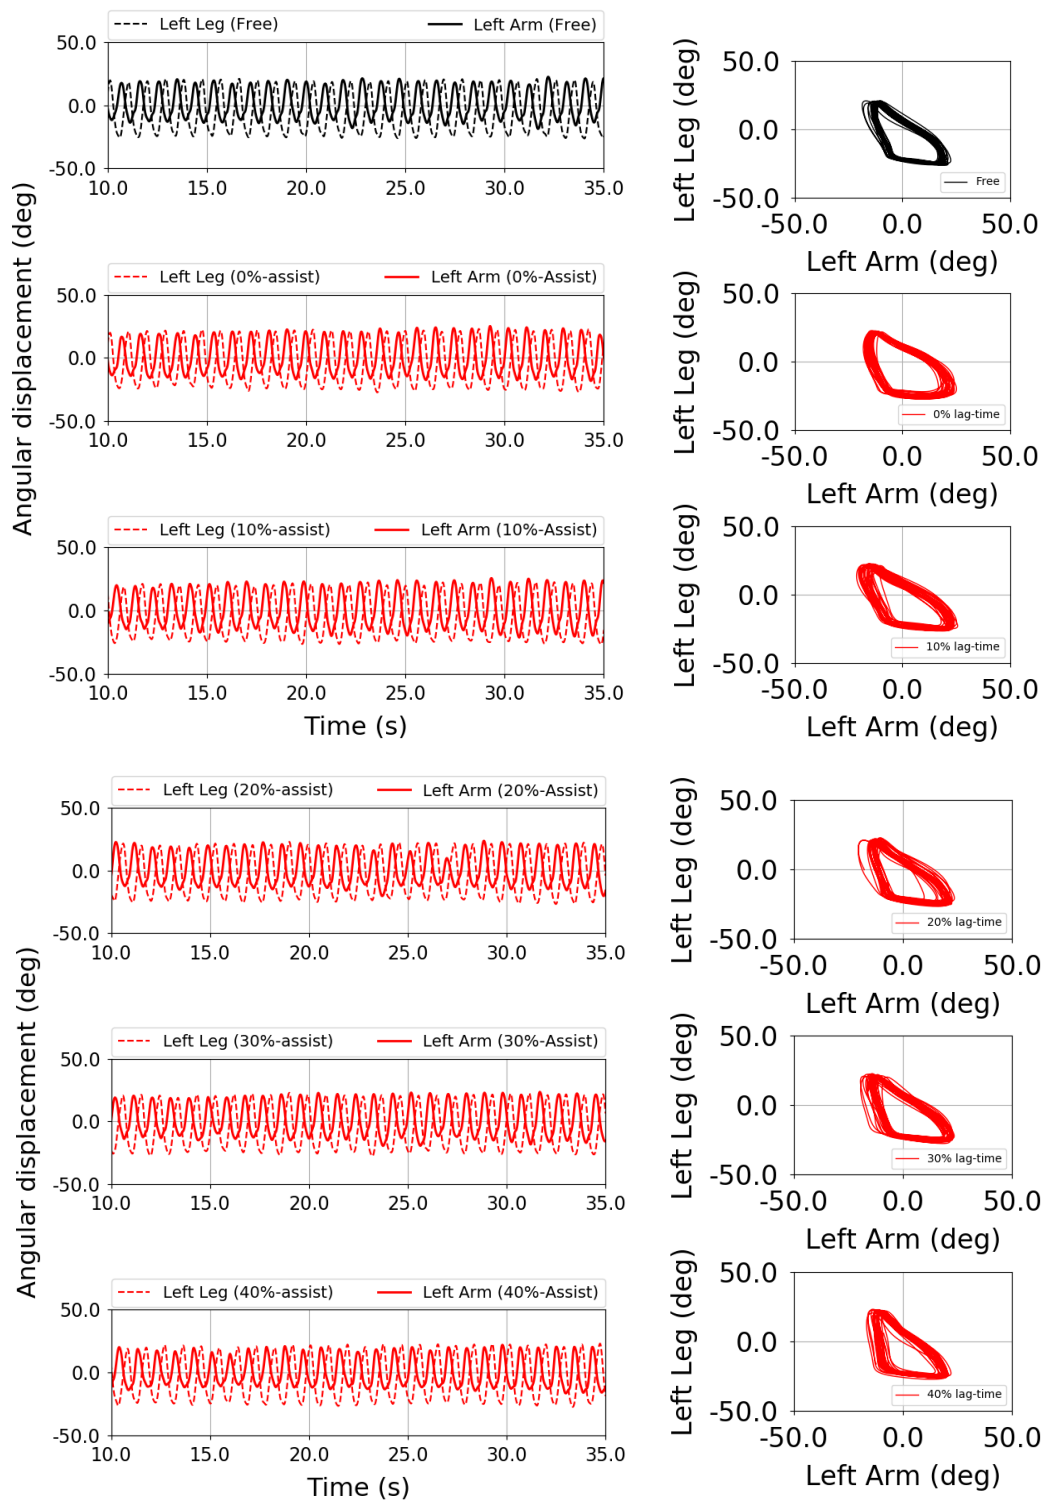 Left Leg (Free) Left Arm (Free)
50.0
0.0
-50.0
10.0 15.0 20.0 25.0 30.0 35.0
Left Leg (deg)
50.0
0.0
-50.0
Free
-50.0 0.0 50.0
Left Arm (deg)
Angular displacement (deg)
Left Leg (0%-assist) Left Arm (0%-Assist)
50.0
0.0
-50.0
10.0 15.0 20.0 25.0 30.0 35.0
Left Leg (deg)
50.0
0.0
-50.0
0% lag-time
-50.0 0.0 50.0
Left Arm (deg)
Left Leg (10%-assist) Left Arm (10%-Assist)
50.0
0.0
-50.0
10.0 15.0 20.0 25.0 30.0 35.0
Time (s)
Left Leg (deg)
50.0
0.0
-50.0
10% lag-time
-50.0 0.0 50.0
Left Arm (deg)
Left Leg (20%-assist) Left Arm (20%-Assist)
50.0
0.0
-50.0
10.0 15.0 20.0 25.0 30.0 35.0
Left Leg (deg)
50.0
0.0
-50.0
20% lag-time
-50.0 0.0 50.0
Left Arm (deg)
Angular displacement (deg)
Left Leg (30%-assist) Left Arm (30%-Assist)
50.0
0.0
-50.0
10.0 15.0 20.0 25.0 30.0 35.0
Left Leg (deg)
50.0
0.0
-50.0
30% lag-time
-50.0 0.0 50.0
Left Arm (deg)
Left Leg (40%-assist) Left Arm (40%-Assist)
50.0
0.0
-50.0
10.0 15.0 20.0 25.0 30.0 35.0
Time (s)
Left Leg (deg)
50.0
0.0
-50.0
40% lag-time
-50.0 0.0 50.0
Left Arm (deg)